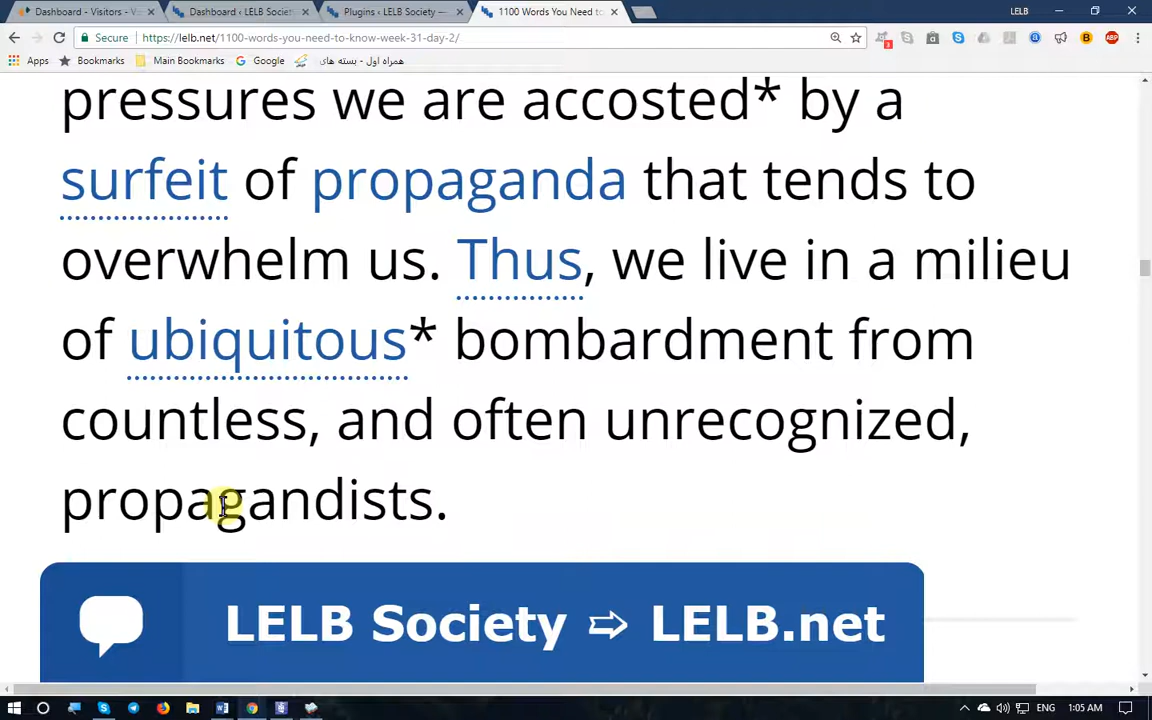 Dashboard - Visitors - V
Dashboard ‹ LELB Societ
Plugins ‹ LELB Society —
1100 Words You Need to
LELB
Secure
https://lelb.net/1100-words-you-need-to-know-week-31-day-2/
Apps
Bookmarks
Main Bookmarks
Google
همراه اول - بسته های
3
pressures we are accosted* by a
surfeit of propaganda that tends to
overwhelm us. Thus, we live in a milieu
of ubiquitous* bombardment from
countless, and often unrecognized,
propagandists.
LELB Society ⇨ LELB.net
ENG
1:05 AM